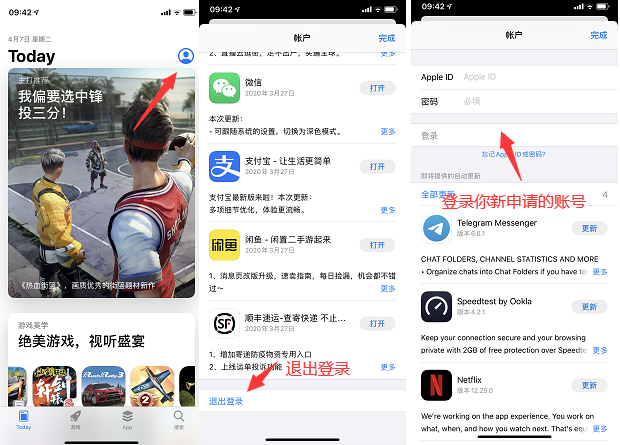 09:42
4月7日 星期二
Today
主打推荐
我偏要选中锋
投三分！
《热血街篮》，画质优秀的街篮题材新作
游戏美学
绝美游戏，视听盛宴
Today
游戏
App
搜索
09:42
帐户
完成
更多
微信
2020年3月27日
打开
本次更新：
- 可跟随系统的设置，切换为深色模式。
更多
支付宝 - 让生活更简单
2020年3月27日
打开
支付宝最新版来啦！本次更新：
多项细节优化，体验更流畅。
更多
闲鱼 - 闲置二手游起来
2020年3月27日
打开
1、消息页改版升级，速卖指南，每日捡漏，机会都不错
过～
更多
顺丰速运-查寄快递 不止...
2020年3月27日
打开
1、增加寄递防疫物资专用入口
2、上线运单投诉功能
更多
退出登录
退出登录
09:42
帐户
完成
Apple ID
Apple ID
密码
必填
登录
忘记 Apple ID 或密码?
登录你新申请的账号
即将提供的自动更新
全部更新
4
Telegram Messenger
版本 6.0.1
更新
CHAT FOLDERS, CHANNEL STATISTICS AND MORE
• Organize chats into Chat Folders if you have too
更多
Speedtest by Ookla
版本 4.2.1
更新
Keep your connection secure and your browsing
private with 2GB of free protection over Speedte
更多
Netflix
版本 12.25.0
更新
We're working on the app experience. You work on
what, when, and how you watch next. That's equ
更多